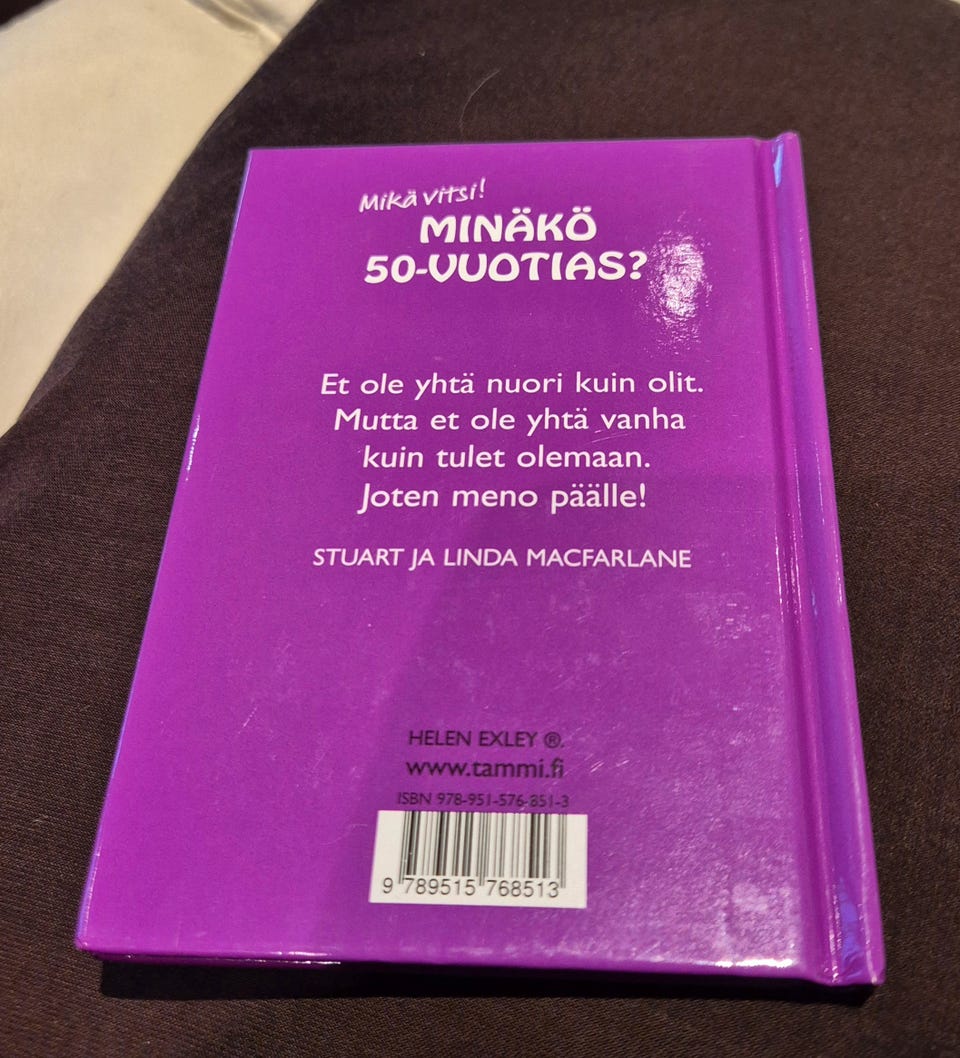 Mikä vitsi!
MINÄKÖ
50-VUOTIAS?
Et ole yhtä nuori kuin olit.
Mutta et ole yhtä vanha
kuin tulet olemaan.
Joten meno päälle!
STUART JA LINDA MACFARLANE
HELEN EXLEY ®.
www.tammi.fi
ISBN 978-951-576-851-3
9 789515 768513